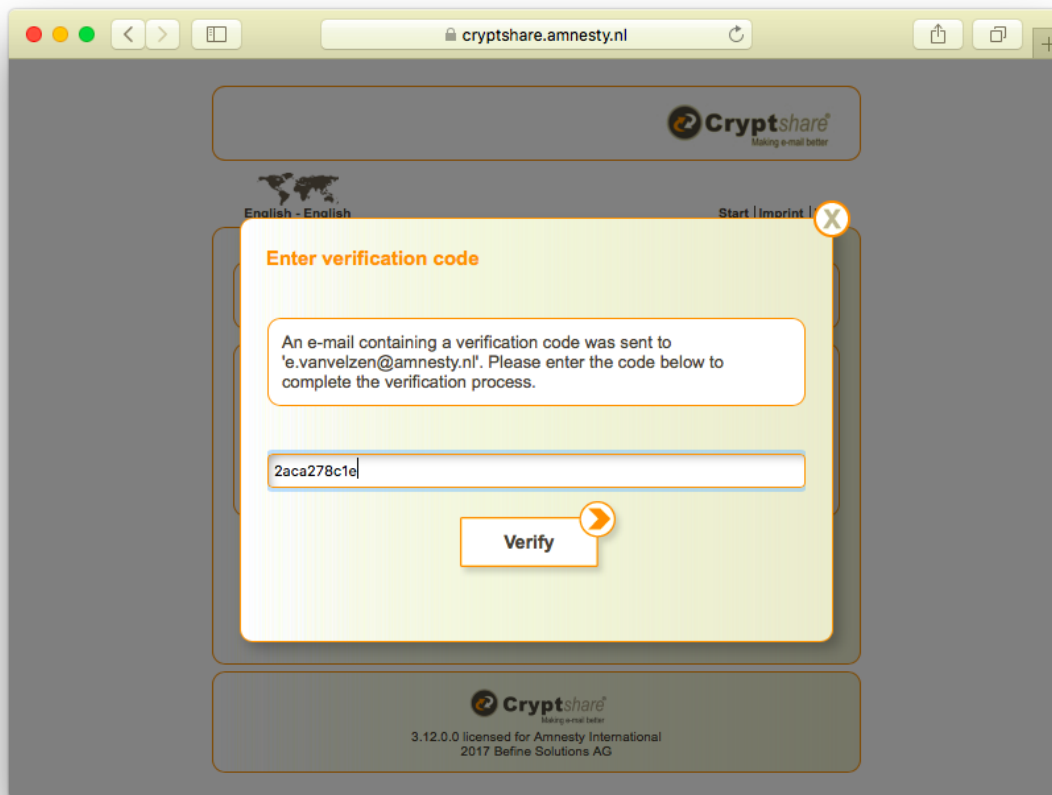 cryptshare.amnesty.nl
Cryptshare
Making e-mail better
English - English
Start | Imprint |
X
Enter verification code
An e-mail containing a verification code was sent to
'e.vanvelzen@amnesty.nl'. Please enter the code below to
complete the verification process.
2aca278c1e
Verify
Cryptshare
Making e-mail better
3.12.0.0 licensed for Amnesty International
2017 Befine Solutions AG